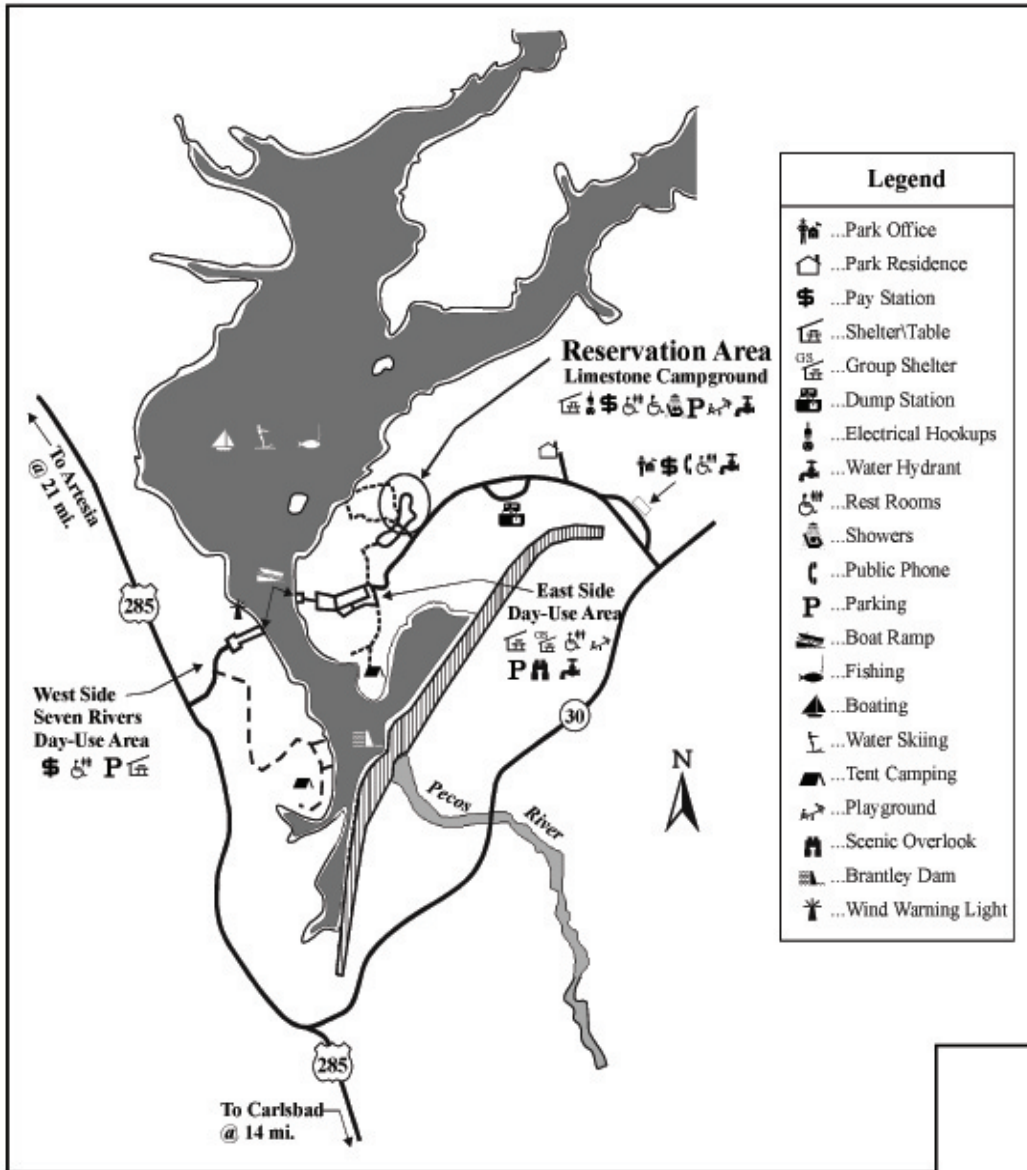 Reservation Area
Limestone Campground
$ P
To Artesia
@ 21 mi.
285
$
East Side
Day-Use Area
GS
P
West Side
Seven Rivers
Day-Use Area
$ P
30
N
Pecos
River
285
To Carlsbad
@ 14 mi.
Legend
...Park Office
...Park Residence
$ ...Pay Station
...Shelter\Table
GS ...Group Shelter
...Dump Station
...Electrical Hookups
...Water Hydrant
...Rest Rooms
...Showers
...Public Phone
P ...Parking
...Boat Ramp
...Fishing
...Boating
...Water Skiing
...Tent Camping
...Playground
...Scenic Overlook
...Brantley Dam
...Wind Warning Light